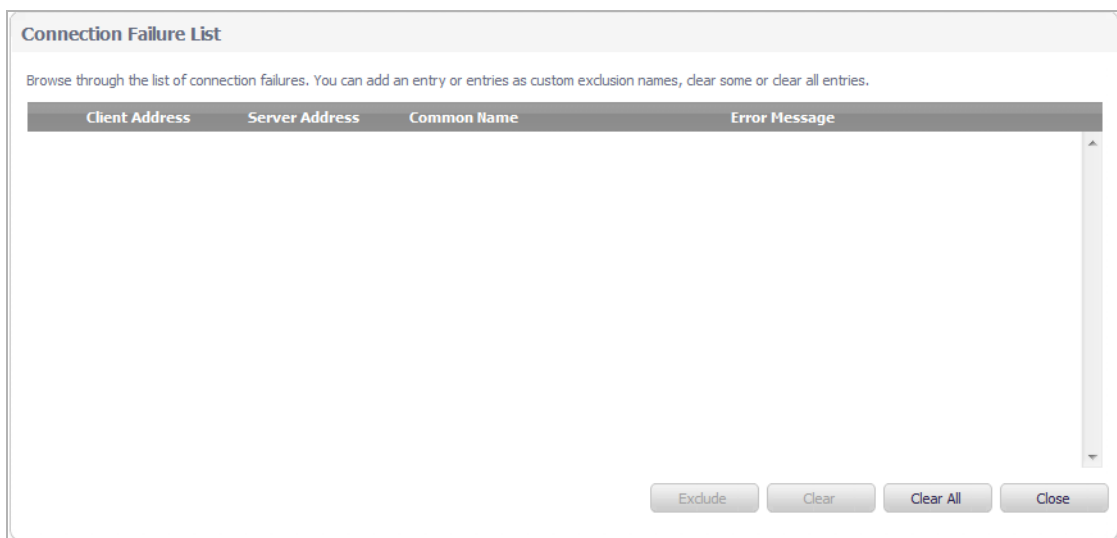 Connection Failure List
Browse through the list of connection failures. You can add an entry or entries as custom exclusion names, clear some or clear all entries.
Client Address Server Address Common Name Error Message
Exclude Clear Clear All Close